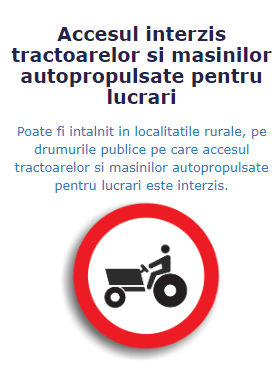 Accesul interzis
tractoarelor si masinilor
autopropulsate pentru
lucrari
Poate fi intalnit in localitatile rurale, pe
drumurile publice pe care accesul
tractoarelor si masinilor autopropulsate
pentru lucrari este interzis.